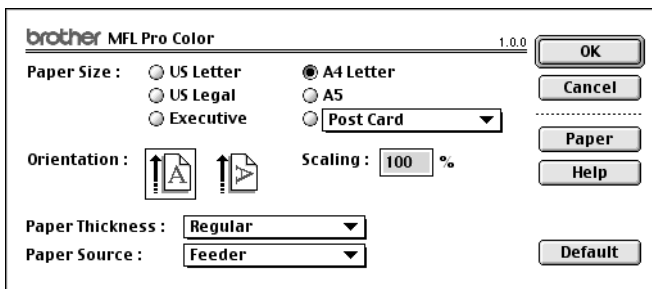 brother MFL Pro Color 1.0.0
OK
Paper Size : US Letter A4 Letter
Cancel
US Legal A5
Executive Post Card
Paper
Orientation : A A Scaling : 100 %
Help
Paper Thickness : Regular
Paper Source : Feeder Default